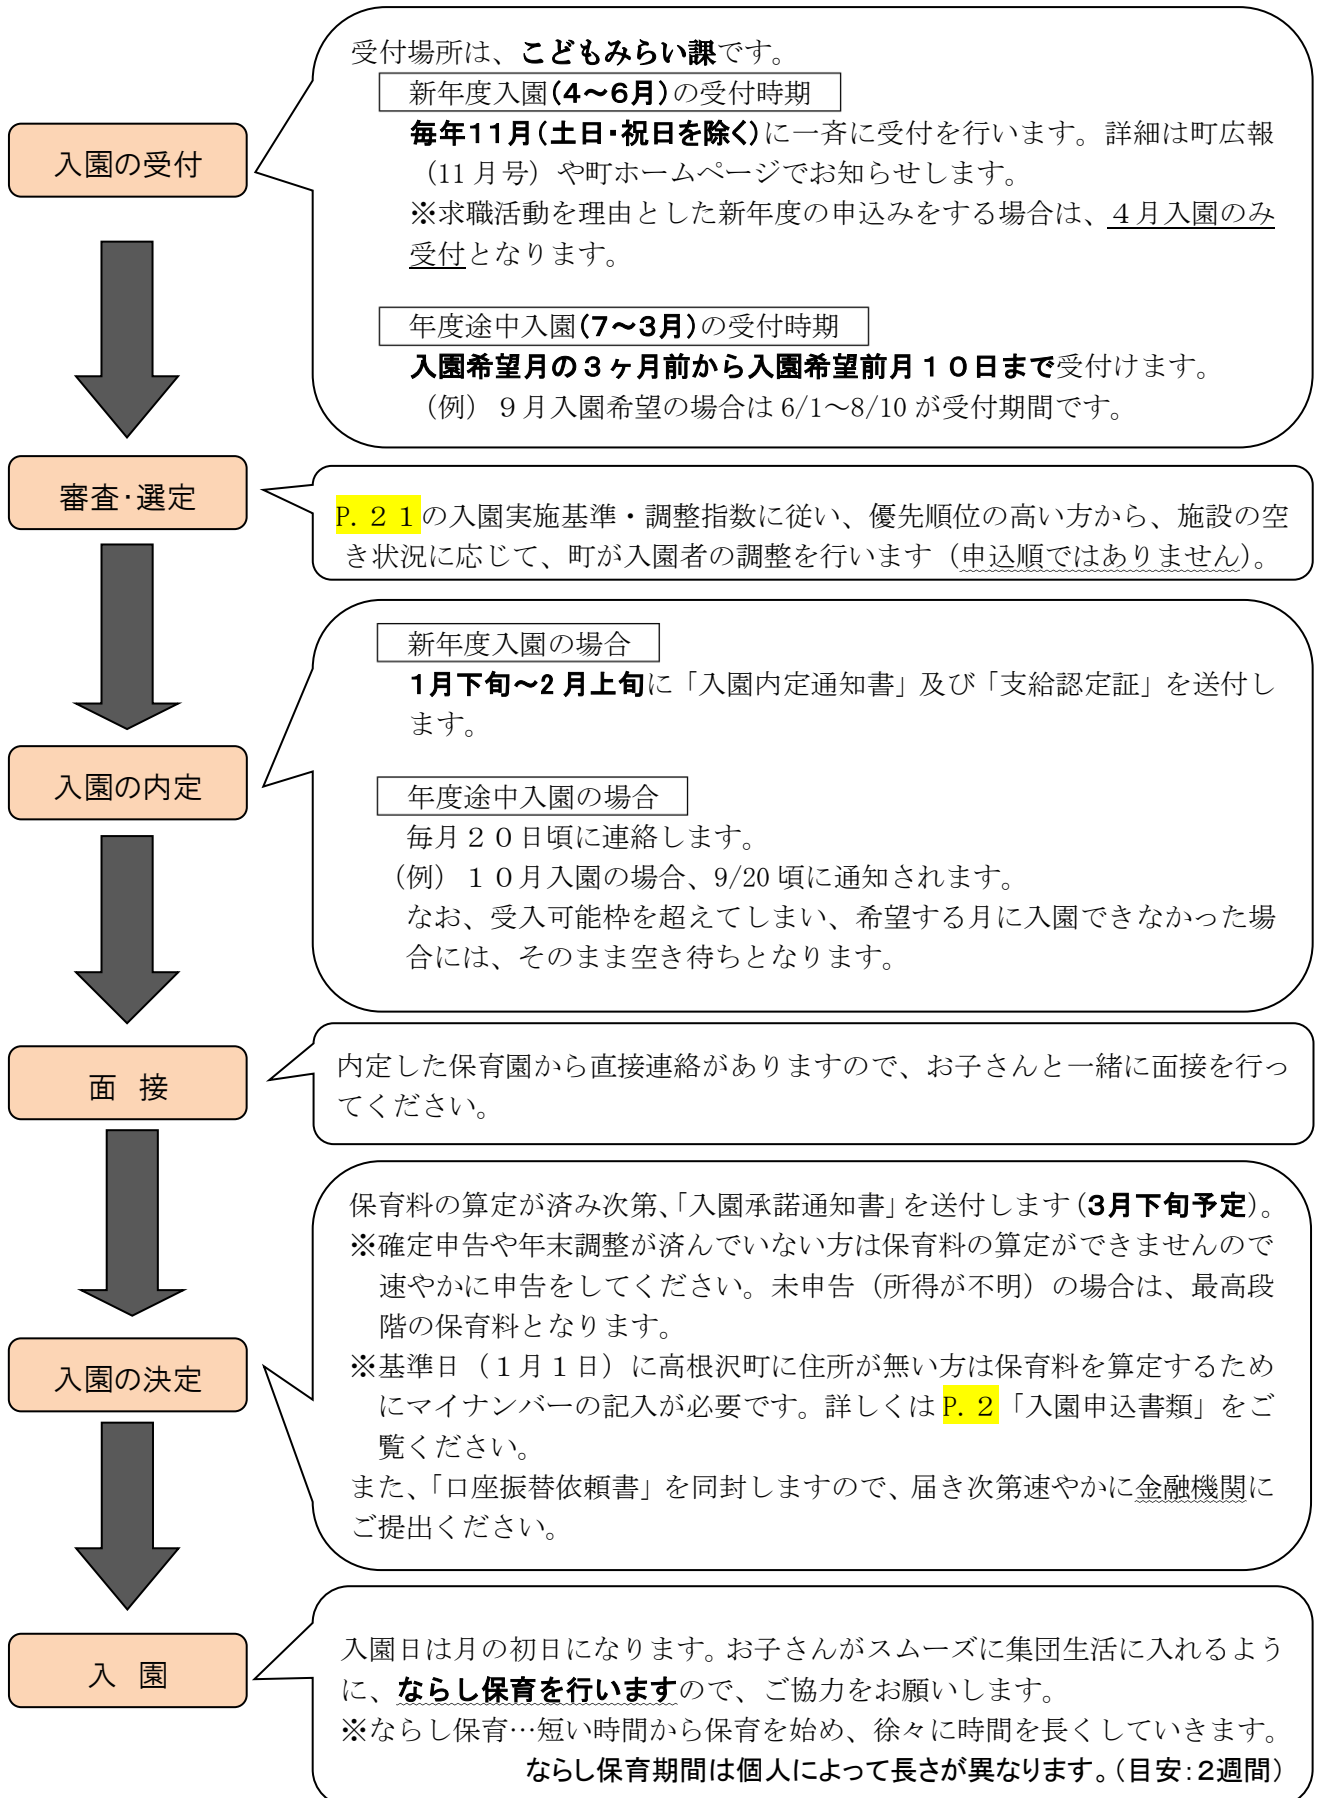 入園の受付
受付場所は、こどもみらい課です。
新年度入園(4～6月)の受付時期
毎年11月(土日・祝日を除く)に一斉に受付を行います。詳細は町広報
（11月号）や町ホームページでお知らせします。
※求職活動を理由とした新年度の申込みをする場合は、４月入園のみ
受付となります。
年度途中入園(7～3月)の受付時期
入園希望月の３ヶ月前から入園希望前月１０日まで受付けます。
（例）９月入園希望の場合は 6/1～8/10 が受付期間です。
審査・選定
P.２１の入園実施基準・調整指数に従い、優先順位の高い方から、施設の空
き状況に応じて、町が入園者の調整を行います（申込順ではありません）。
入園の内定
新年度入園の場合
1月下旬～2月上旬に「入園内定通知書」及び「支給認定証」を送付し
ます。
年度途中入園の場合
毎月２０日頃に連絡します。
（例）１０月入園の場合、9/20 頃に通知されます。
なお、受入可能枠を超えてしまい、希望する月に入園できなかった場
合には、そのまま空き待ちとなります。
面 接
内定した保育園から直接連絡がありますので、お子さんと一緒に面接を行っ
てください。
入園の決定
保育料の算定が済み次第、「入園承諾通知書」を送付します（3月下旬予定）。
※確定申告や年末調整が済んでいない方は保育料の算定ができませんので
速やかに申告をしてください。未申告（所得が不明）の場合は、最高段
階の保育料となります。
※基準日（１月１日）に高根沢町に住所が無い方は保育料を算定するため
にマイナンバーの記入が必要です。詳しくは P.２「入園申込書類」をご
覧ください。
また、「口座振替依頼書」を同封しますので、届き次第速やかに金融機関に
ご提出ください。
入 園
入園日は月の初日になります。お子さんがスムーズに集団生活に入れるよう
に、ならし保育を行いますので、ご協力をお願いします。
※ならし保育…短い時間から保育を始め、徐々に時間を長くしていきます。
ならし保育期間は個人によって長さが異なります。（目安：２週間）